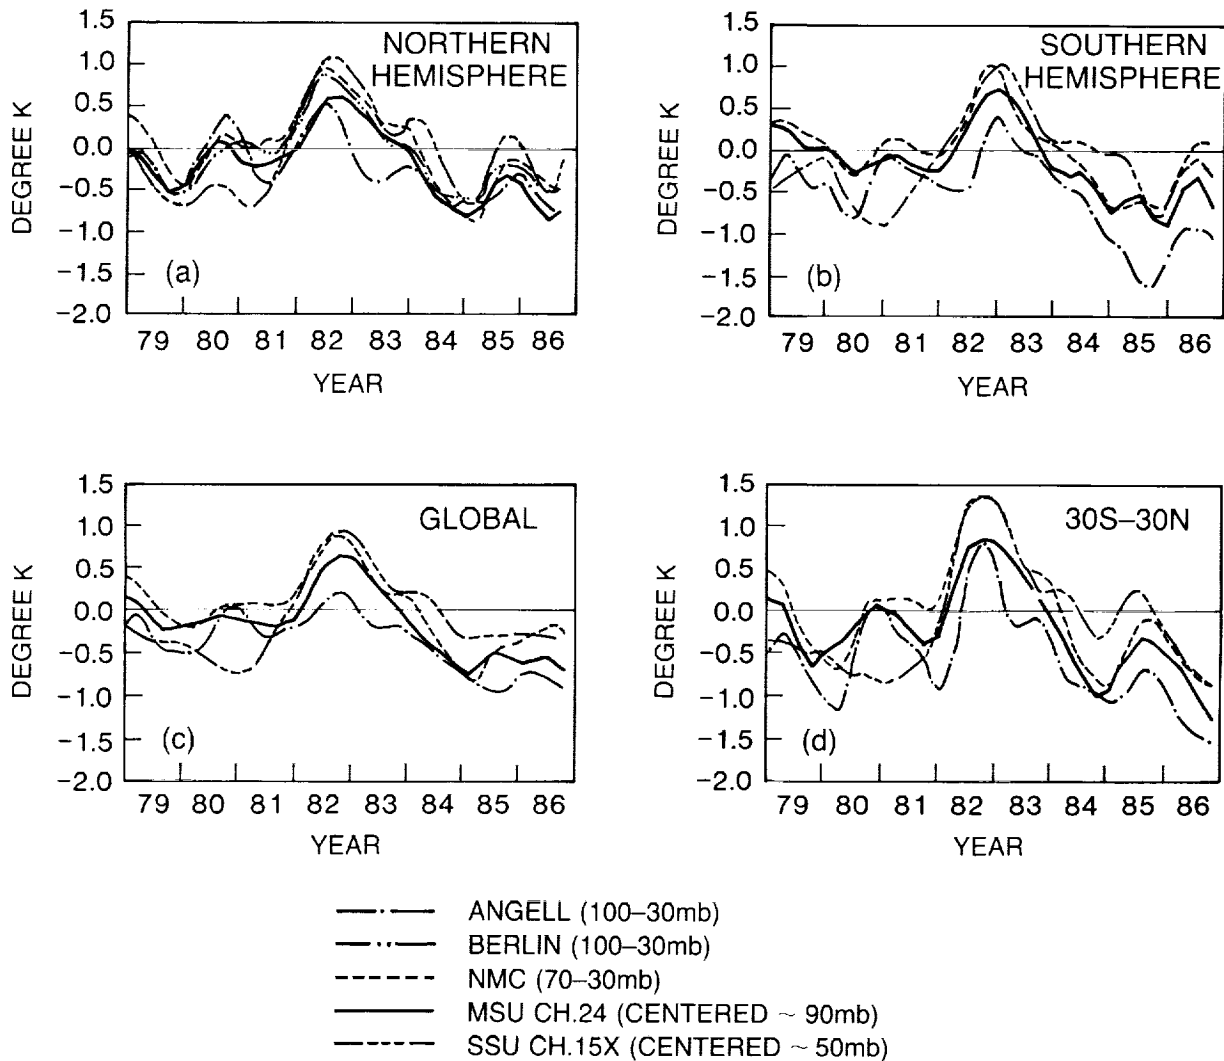 1.5
1.0
0.5
0.0
−0.5
−1.0
−1.5
−2.0
DEGREE K
NORTHERN
HEMISPHERE
(a)
79 80 81 82 83 84 85 86
YEAR
1.5
1.0
0.5
0.0
−0.5
−1.0
−1.5
−2.0
DEGREE K
SOUTHERN
HEMISPHERE
(b)
79 80 81 82 83 84 85 86
YEAR
1.5
1.0
0.5
0.0
−0.5
−1.0
−1.5
−2.0
DEGREE K
GLOBAL
(c)
79 80 81 82 83 84 85 86
YEAR
1.5
1.0
0.5
0.0
−0.5
−1.0
−1.5
−2.0
DEGREE K
30S–30N
(d)
79 80 81 82 83 84 85 86
YEAR
ANGELL (100–30mb)
BERLIN (100–30mb)
NMC (70–30mb)
MSU CH.24 (CENTERED ~ 90mb)
SSU CH.15X (CENTERED ~ 50mb)